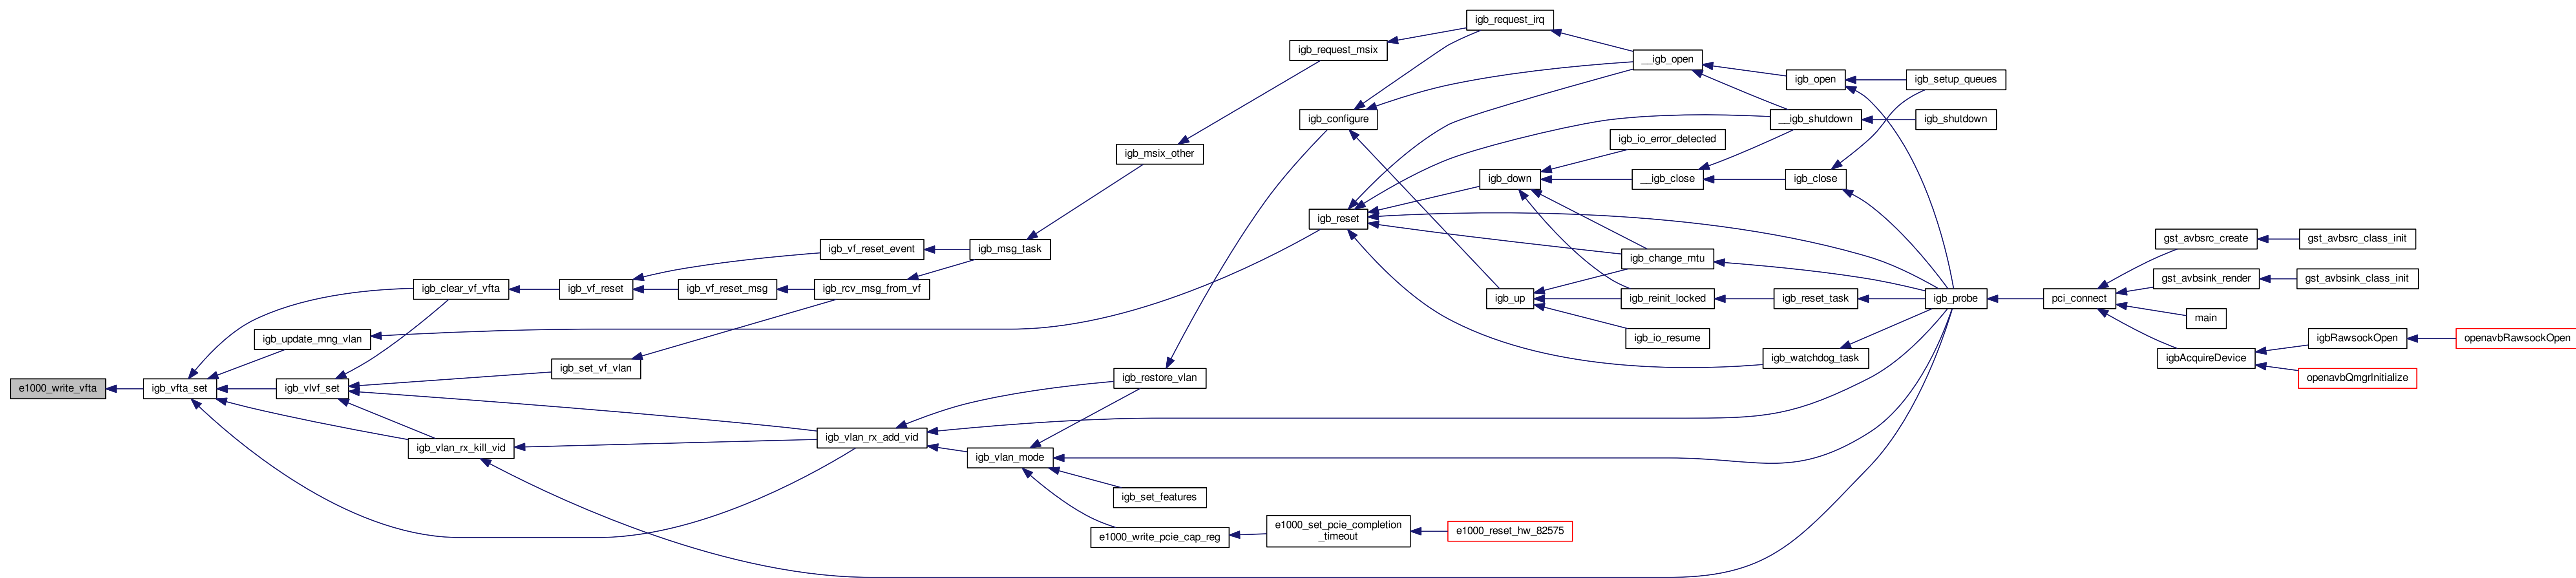 igb_request_irq
igb_request_msix
__igb_open
igb_open
igb_setup_queues
igb_configure
__igb_shutdown
igb_shutdown
igb_msix_other
igb_io_error_detected
igb_down
__igb_close
igb_close
igb_reset
igb_vf_reset_event
igb_msg_task
igb_change_mtu
gst_avbsrc_create
gst_avbsrc_class_init
igb_clear_vf_vfta
igb_vf_reset
igb_vf_reset_msg
igb_rcv_msg_from_vf
igb_up
igb_reinit_locked
igb_reset_task
igb_probe
pci_connect
gst_avbsink_render
gst_avbsink_class_init
main
igb_update_mng_vlan
igb_io_resume
igbRawsockOpen
openavbRawsockOpen
igb_set_vf_vlan
igb_watchdog_task
igbAcquireDevice
e1000_write_vfta
igb_vfta_set
igb_vlvf_set
igb_restore_vlan
openavbQmgrInitialize
igb_vlan_rx_kill_vid
igb_vlan_rx_add_vid
igb_vlan_mode
igb_set_features
e1000_write_pcie_cap_reg
e1000_set_pcie_completion
_timeout
e1000_reset_hw_82575